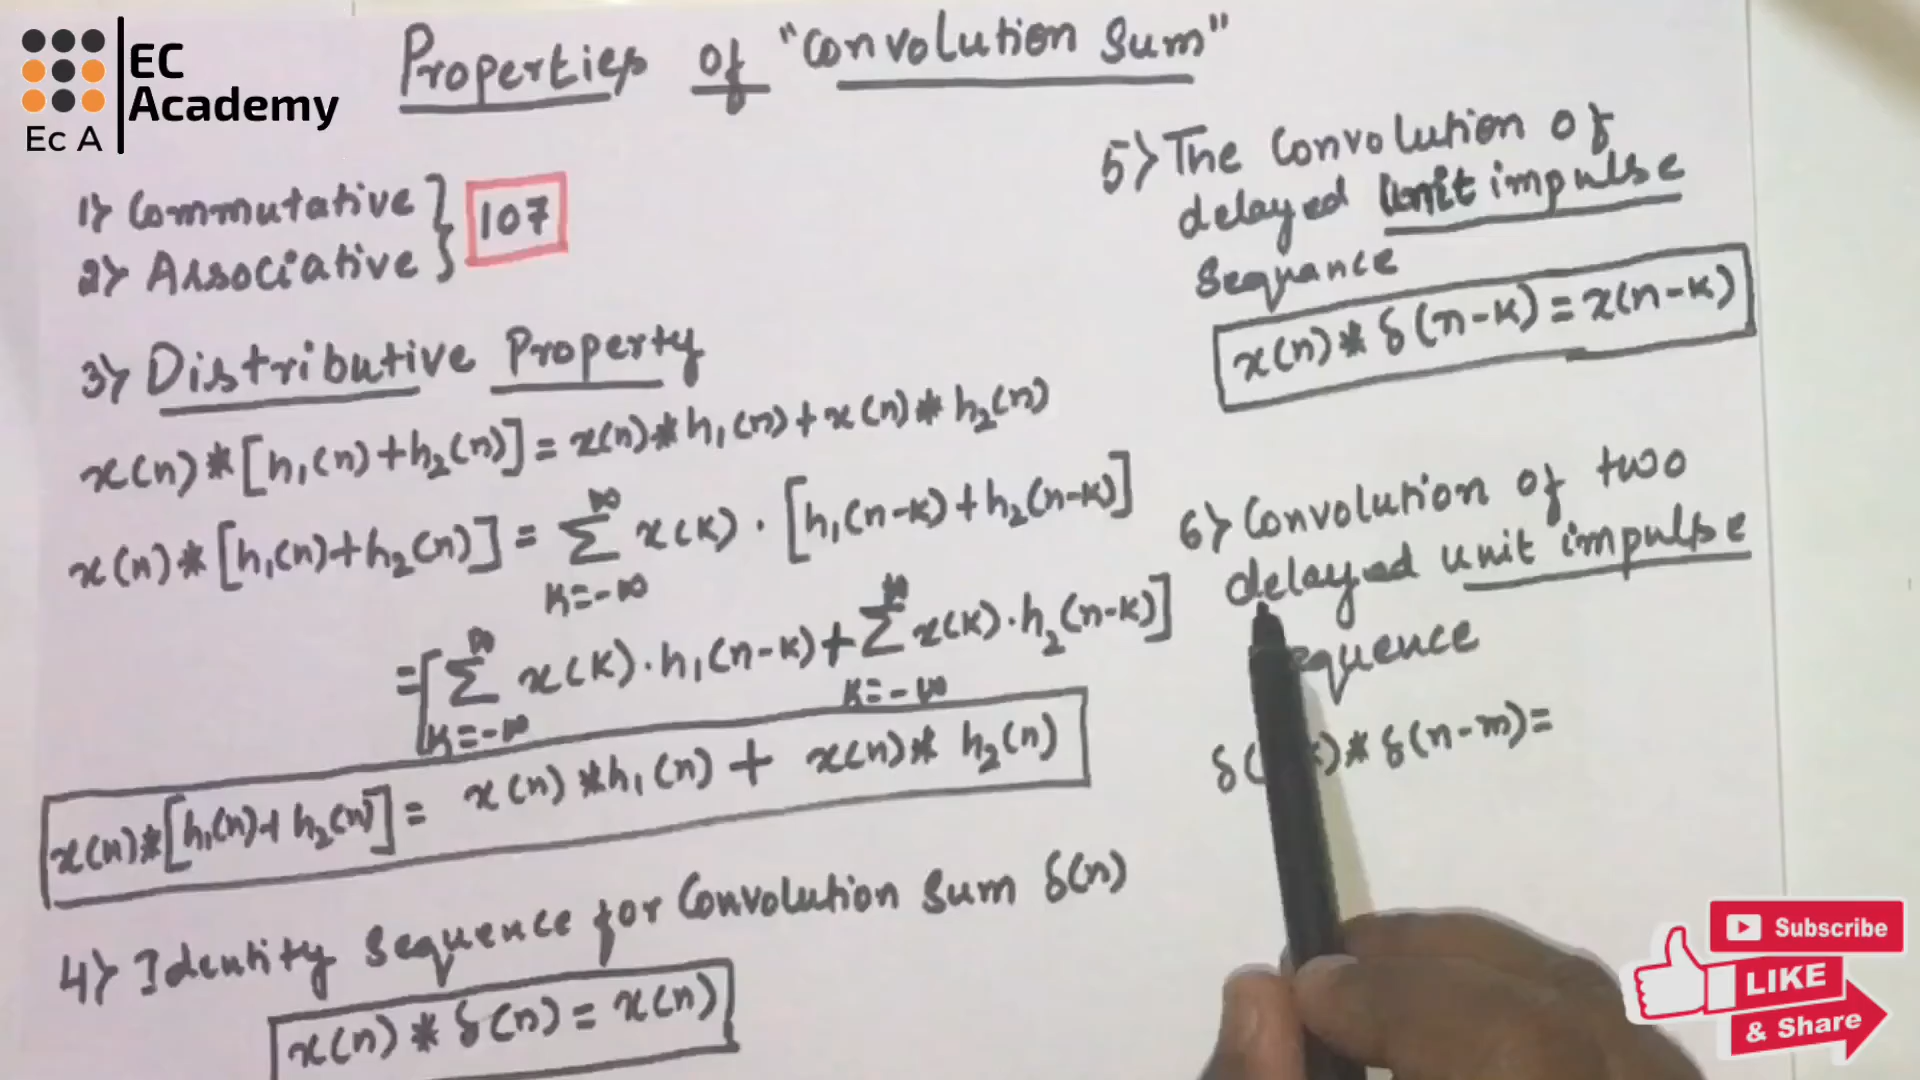 EC
Academy
Ec A
Properties of "Convolution Sum"
1) Commutative
2) Associative
107
3) Distributive Property
x(n) * [h₁(n)+h₂(n)] = x(n)*h₁(n)+x(n)*h₂(n)
x(n)*[h₁(n)+h₂(n)] = ∞∑k=-∞ x(k) · [h₁(n-k)+h₂(n-k)]
=[∞∑k=-∞ x(k)·h₁(n-k)+∞∑k=-∞ x(k)·h₂(n-k)]
x(n)*[h₁(n)+h₂(n)] = x(n)*h₁(n) + x(n)*h₂(n)
4) Identity Sequence for Convolution Sum δ(n)
x(n) * δ(n) = x(n)
5) The Convolution of
delayed Unit impulse
Sequance
x(n)*δ(n-k)=x(n-k)
6) Convolution of two
delayed unit impulse
equence
δ( k)*δ(n-m)=
Subscribe
LIKE
& Share